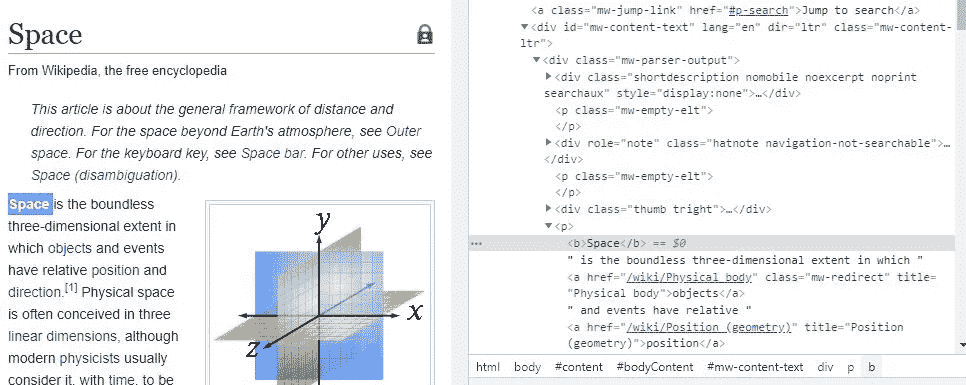 Space
From Wikipedia, the free encyclopedia
This article is about the general framework of distance and
direction. For the space beyond Earth's atmosphere, see Outer
space. For the keyboard key, see Space bar. For other uses, see
Space (disambiguation).
Space is the boundless
three-dimensional extent in
which objects and events
have relative position and
direction.[1] Physical space
is often conceived in three
linear dimensions, although
modern physicists usually
consider it, with time, to be
y
x
z
<a class="mw-jump-link" href="#p-search">Jump to search</a>
▼<div id="mw-content-text" lang="en" dir="ltr" class="mw-content-
ltr">
▼<div class="mw-parser-output">
▶<div class="shortdescription nomobile noexcerpt noprint
searchaux" style="display:none">…</div>
<p class="mw-empty-elt">
</p>
▶<div role="note" class="hatnote navigation-not-searchable">…
</div>
<p class="mw-empty-elt">
</p>
▶<div class="thumb tright">…</div>
▼<p>
… <b>Space</b> == $0
" is the boundless three-dimensional extent in which "
<a href="/wiki/Physical_body" class="mw-redirect" title=
"Physical body">objects</a>
" and events have relative "
<a href="/wiki/Position_(geometry)" title="Position
(geometry)">position</a>
html body #content #bodyContent #mw-content-text div p b